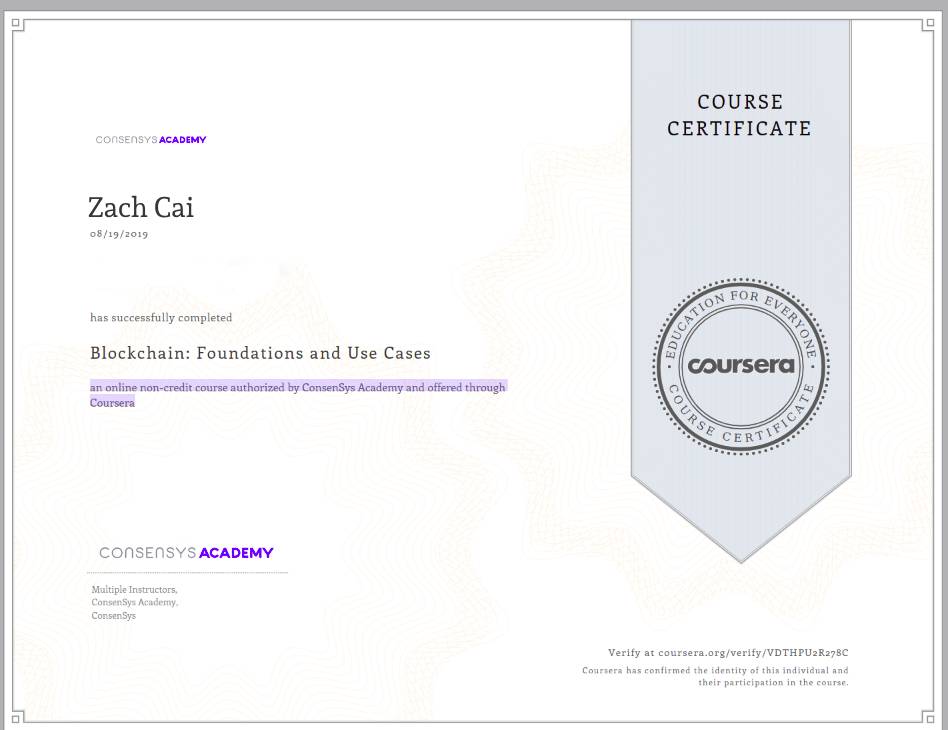 COURSE
CERTIFICATE
CONSENSYS ACADEMY
Zach Cai
08/19/2019
has successfully completed
Blockchain: Foundations and Use Cases
an online non-credit course authorized by ConsenSys Academy and offered through
Coursera
EDUCATION FOR EVERYONE
coursera
COURSE CERTIFICATE
CONSENSYS ACADEMY
Multiple Instructors,
ConsenSys Academy,
ConsenSys
Verify at coursera.org/verify/VDTHPU2R278C
Coursera has confirmed the identity of this individual and
their participation in the course.